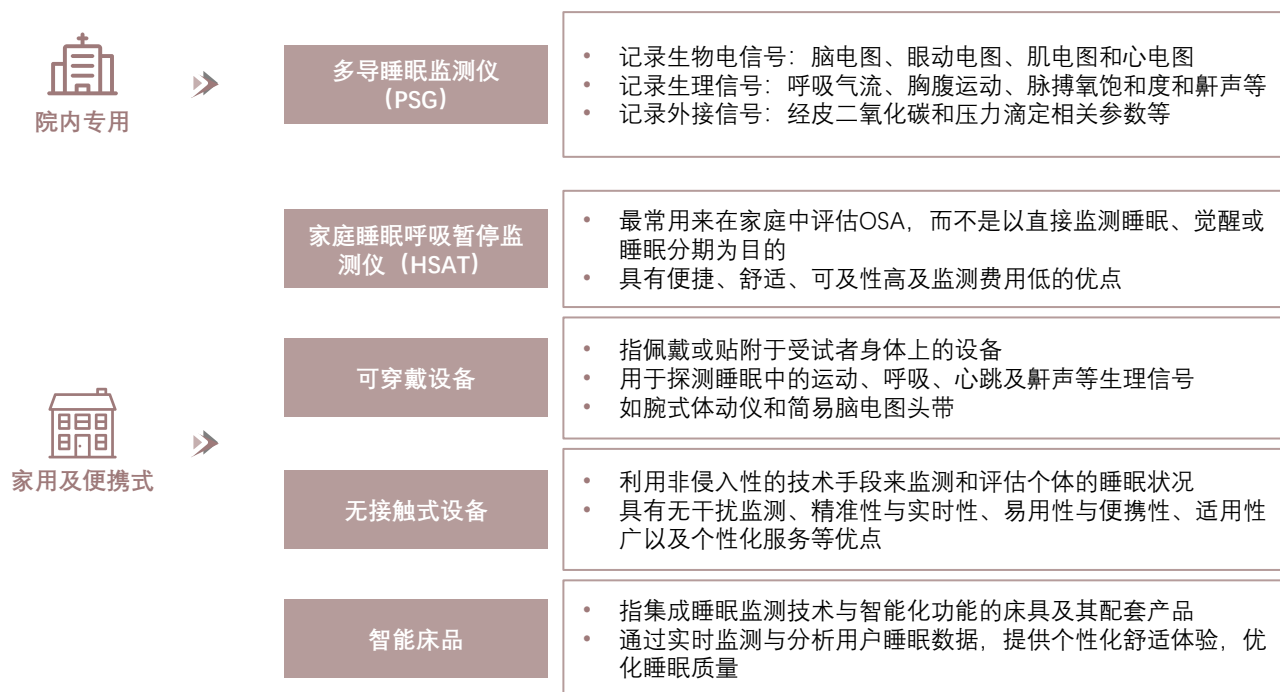 院内专用
多导睡眠监测仪
（PSG）
• 记录生物电信号：脑电图、眼动电图、肌电图和心电图
• 记录生理信号：呼吸气流、胸腹运动、脉搏氧饱和度和鼾声等
• 记录外接信号：经皮二氧化碳和压力滴定相关参数等
家用及便携式
家庭睡眠呼吸暂停监
测仪（HSAT）
• 最常用来在家庭中评估OSA，而不是以直接监测睡眠、觉醒或
睡眠分期为目的
• 具有便捷、舒适、可及性高及监测费用低的优点
可穿戴设备
• 指佩戴或贴附于受试者身体上的设备
• 用于探测睡眠中的运动、呼吸、心跳及鼾声等生理信号
• 如腕式体动仪和简易脑电图头带
无接触式设备
• 利用非侵入性的技术手段来监测和评估个体的睡眠状况
• 具有无干扰监测、精准性与实时性、易用性与便携性、适用性
广以及个性化服务等优点
智能床品
• 指集成睡眠监测技术与智能化功能的床具及其配套产品
• 通过实时监测与分析用户睡眠数据，提供个性化舒适体验，优
化睡眠质量